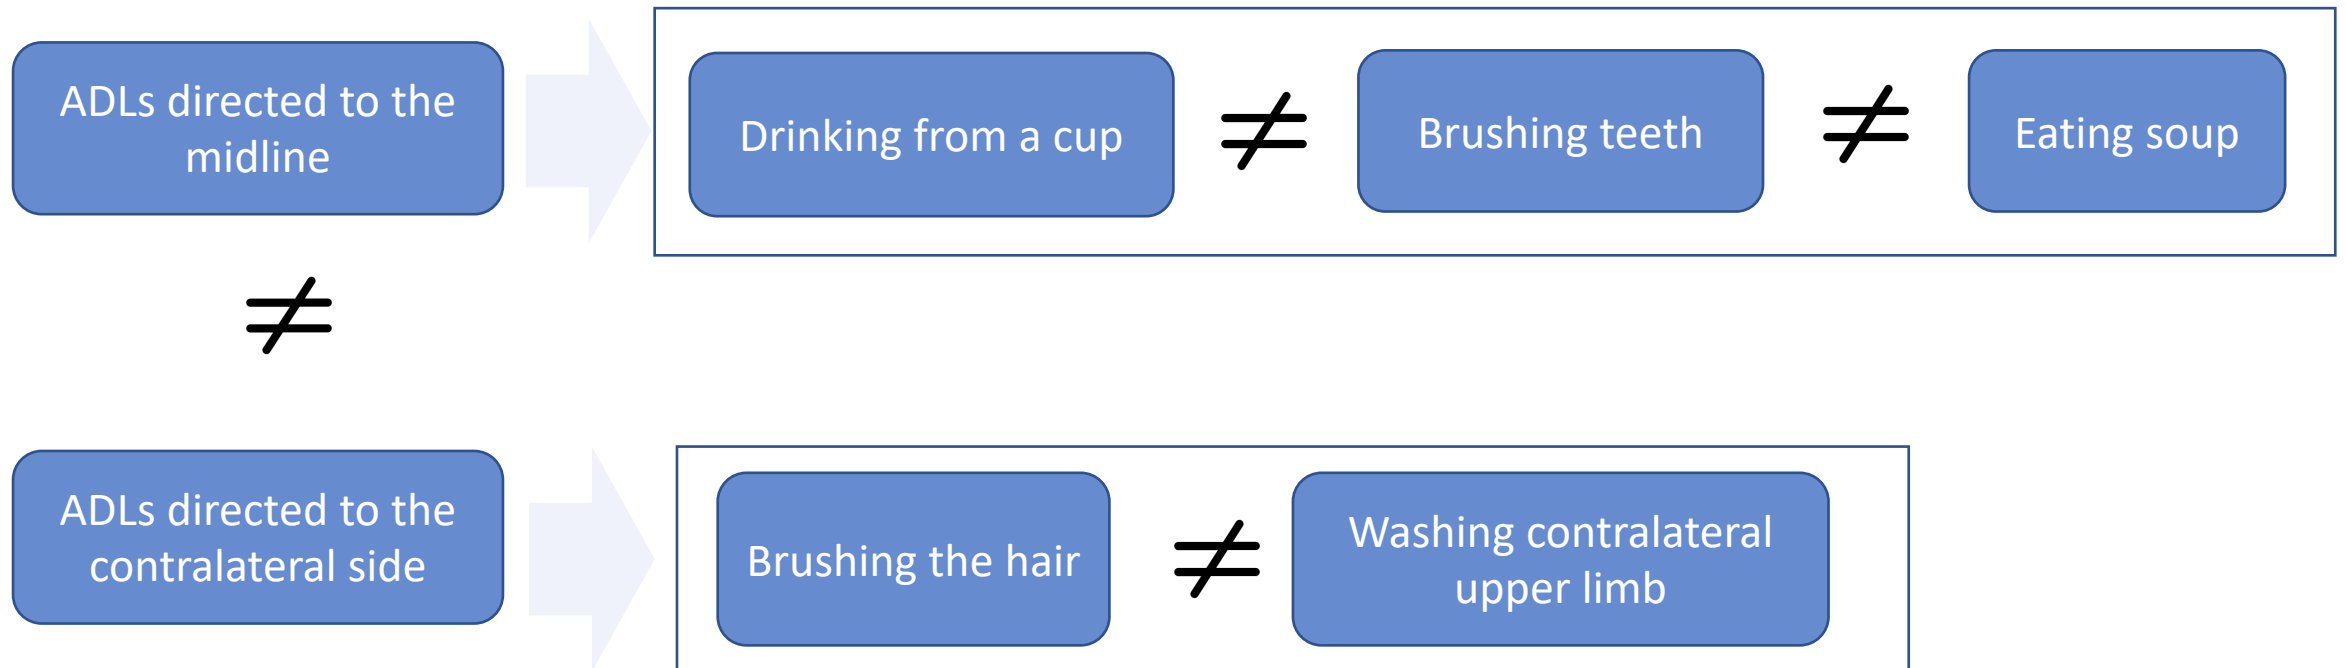 ADLs directed to the
midline
Drinking from a cup
≠
Brushing teeth
≠
Eating soup
≠
ADLs directed to the
contralateral side
Brushing the hair
≠
Washing contralateral
upper limb